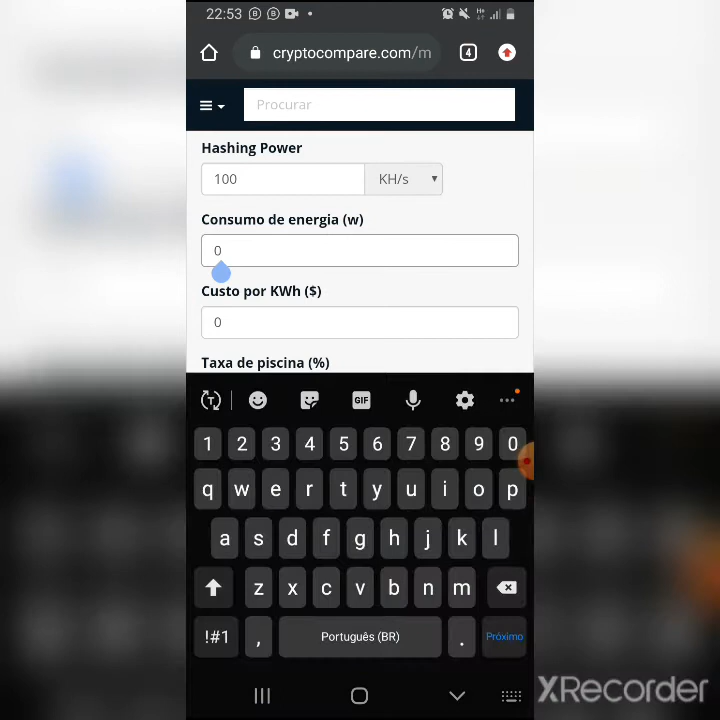 22:53
cryptocompare.com/m
4
Procurar
Hashing Power
100 KH/s
Consumo de energia (w)
0
Custo por KWh ($)
0
Taxa de piscina (%)
T GIF
1 2 3 4 5 6 7 8 9 0
q w e r t y u i o p
a s d f g h j k l
z x c v b n m
!#1 , Português (BR) . Próximo
XRecorder